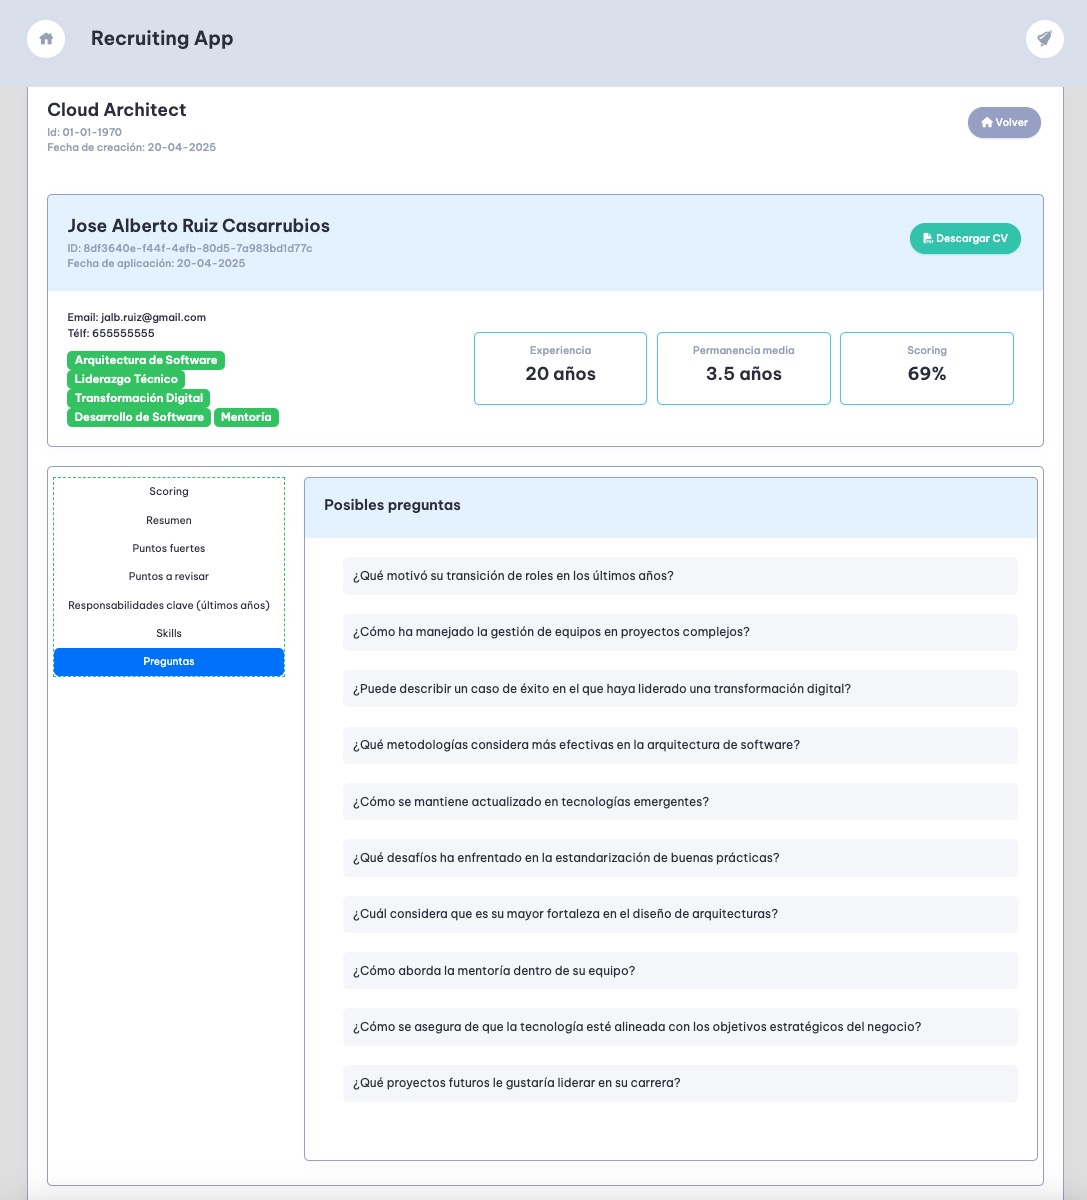 Recruiting App
Cloud Architect
Id: 01-01-1970
Fecha de creación: 20-04-2025
Volver
Jose Alberto Ruiz Casarrubios
ID: 8df3640e-f44f-4efb-80d5-7a983bd1d77c
Fecha de aplicación: 20-04-2025
Descargar CV
Email: jalb.ruiz@gmail.com
Télf: 655555555
Arquitectura de Software
Liderazgo Técnico
Transformación Digital
Desarrollo de Software Mentoría
Experiencia
20 años
Permanencia media
3.5 años
Scoring
69%
Scoring
Resumen
Puntos fuertes
Puntos a revisar
Responsabilidades clave (últimos años)
Skills
Preguntas
Posibles preguntas
¿Qué motivó su transición de roles en los últimos años?
¿Cómo ha manejado la gestión de equipos en proyectos complejos?
¿Puede describir un caso de éxito en el que haya liderado una transformación digital?
¿Qué metodologías considera más efectivas en la arquitectura de software?
¿Cómo se mantiene actualizado en tecnologías emergentes?
¿Qué desafíos ha enfrentado en la estandarización de buenas prácticas?
¿Cuál considera que es su mayor fortaleza en el diseño de arquitecturas?
¿Cómo aborda la mentoría dentro de su equipo?
¿Cómo se asegura de que la tecnología esté alineada con los objetivos estratégicos del negocio?
¿Qué proyectos futuros le gustaría liderar en su carrera?